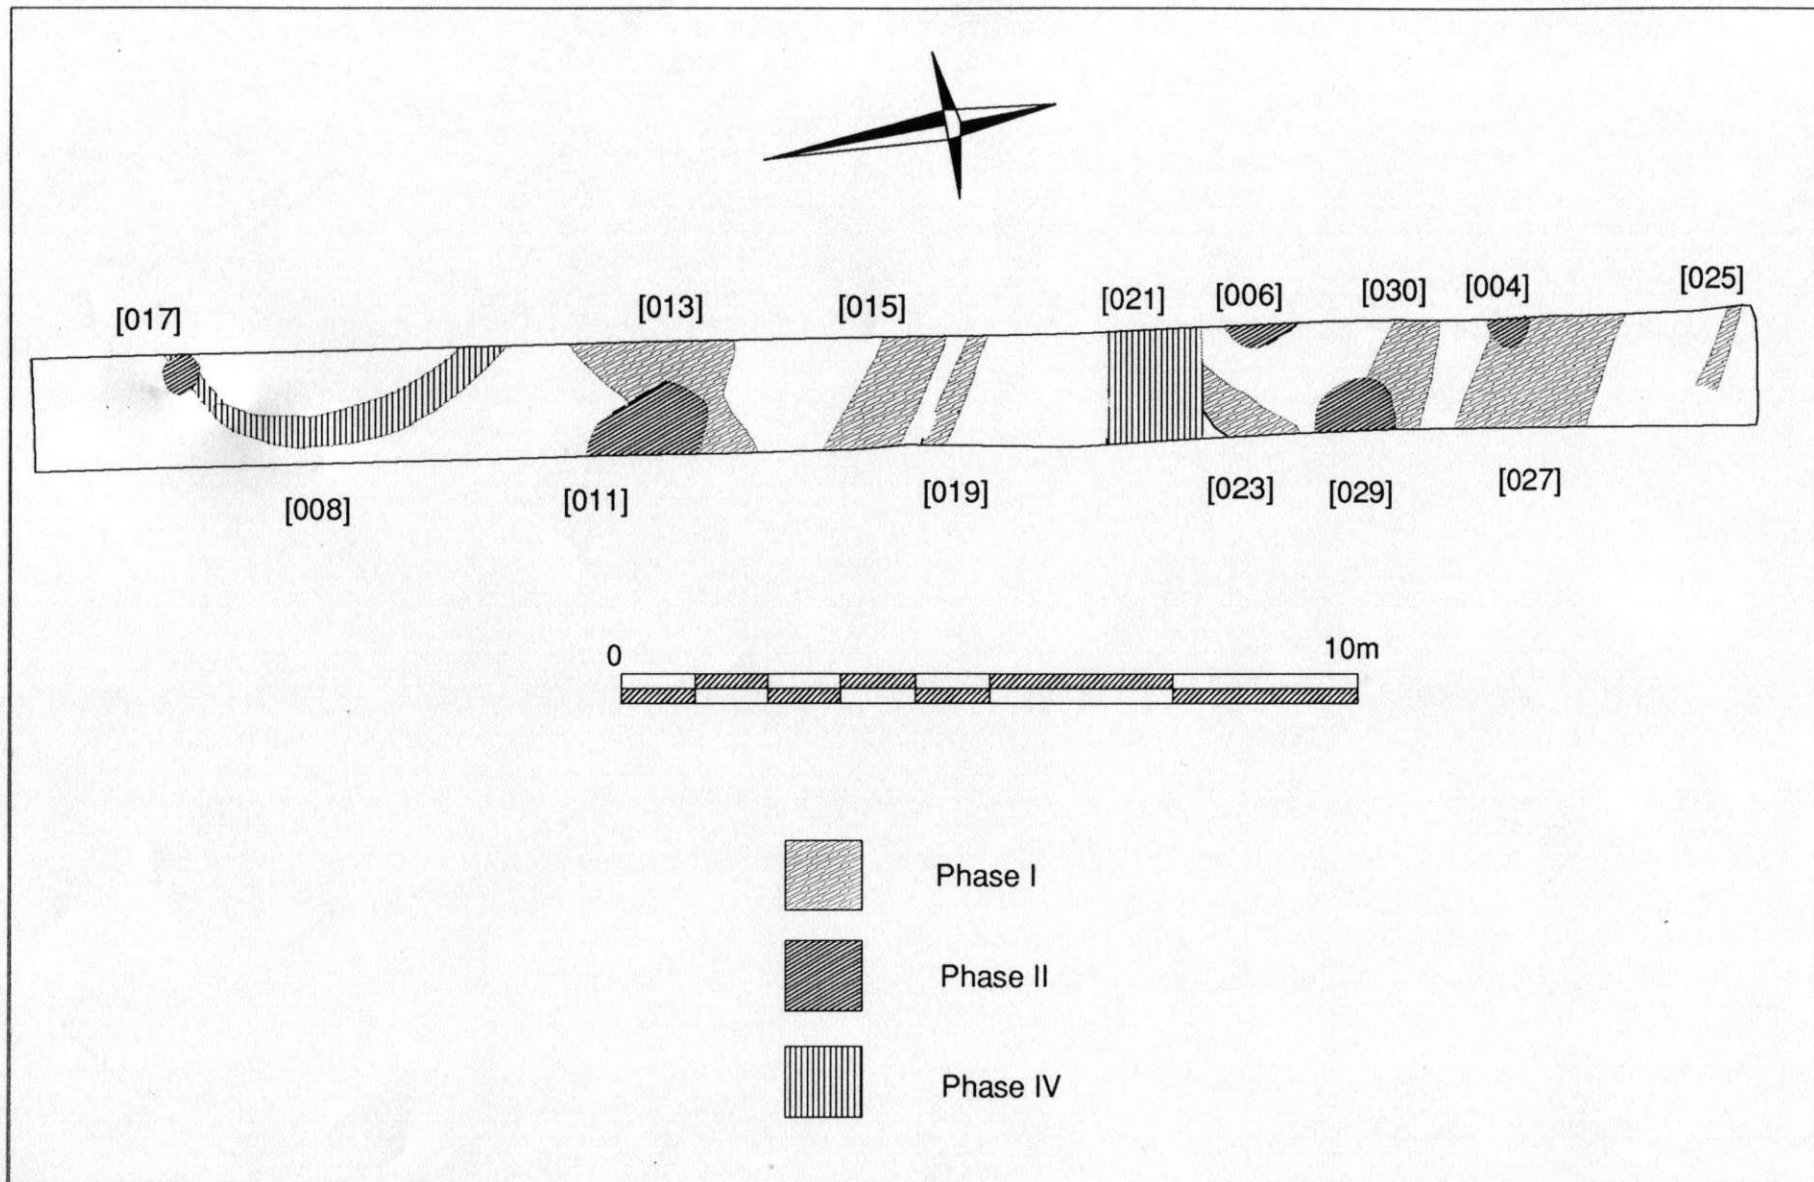 [017] [013] [015] [021] [006] [030] [004] [025]
[008] [011] [019] [023] [029] [027]
0 10m
Phase I
Phase II
Phase IV